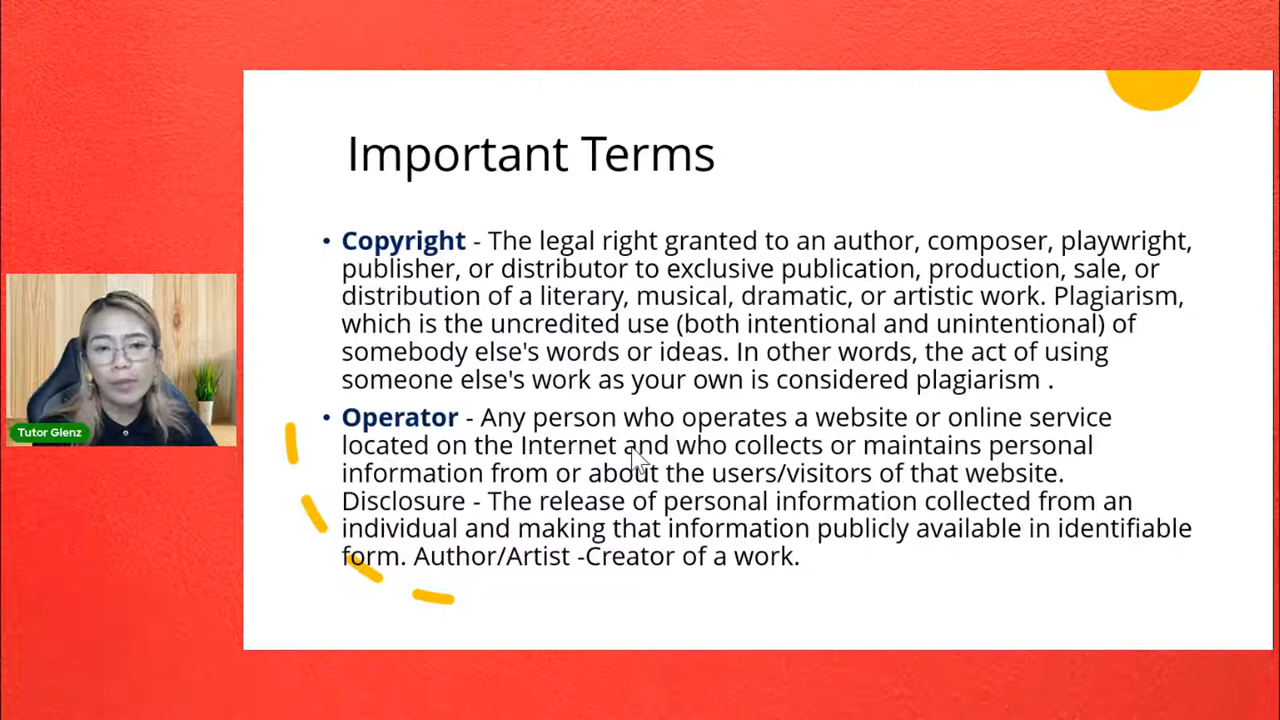 Important Terms
• Copyright - The legal right granted to an author, composer, playwright,
publisher, or distributor to exclusive publication, production, sale, or
distribution of a literary, musical, dramatic, or artistic work. Plagiarism,
which is the uncredited use (both intentional and unintentional) of
somebody else's words or ideas. In other words, the act of using
someone else's work as your own is considered plagiarism .
• Operator - Any person who operates a website or online service
located on the Internet and who collects or maintains personal
information from or about the users/visitors of that website.
Disclosure - The release of personal information collected from an
individual and making that information publicly available in identifiable
form. Author/Artist -Creator of a work.
Tutor Glenz